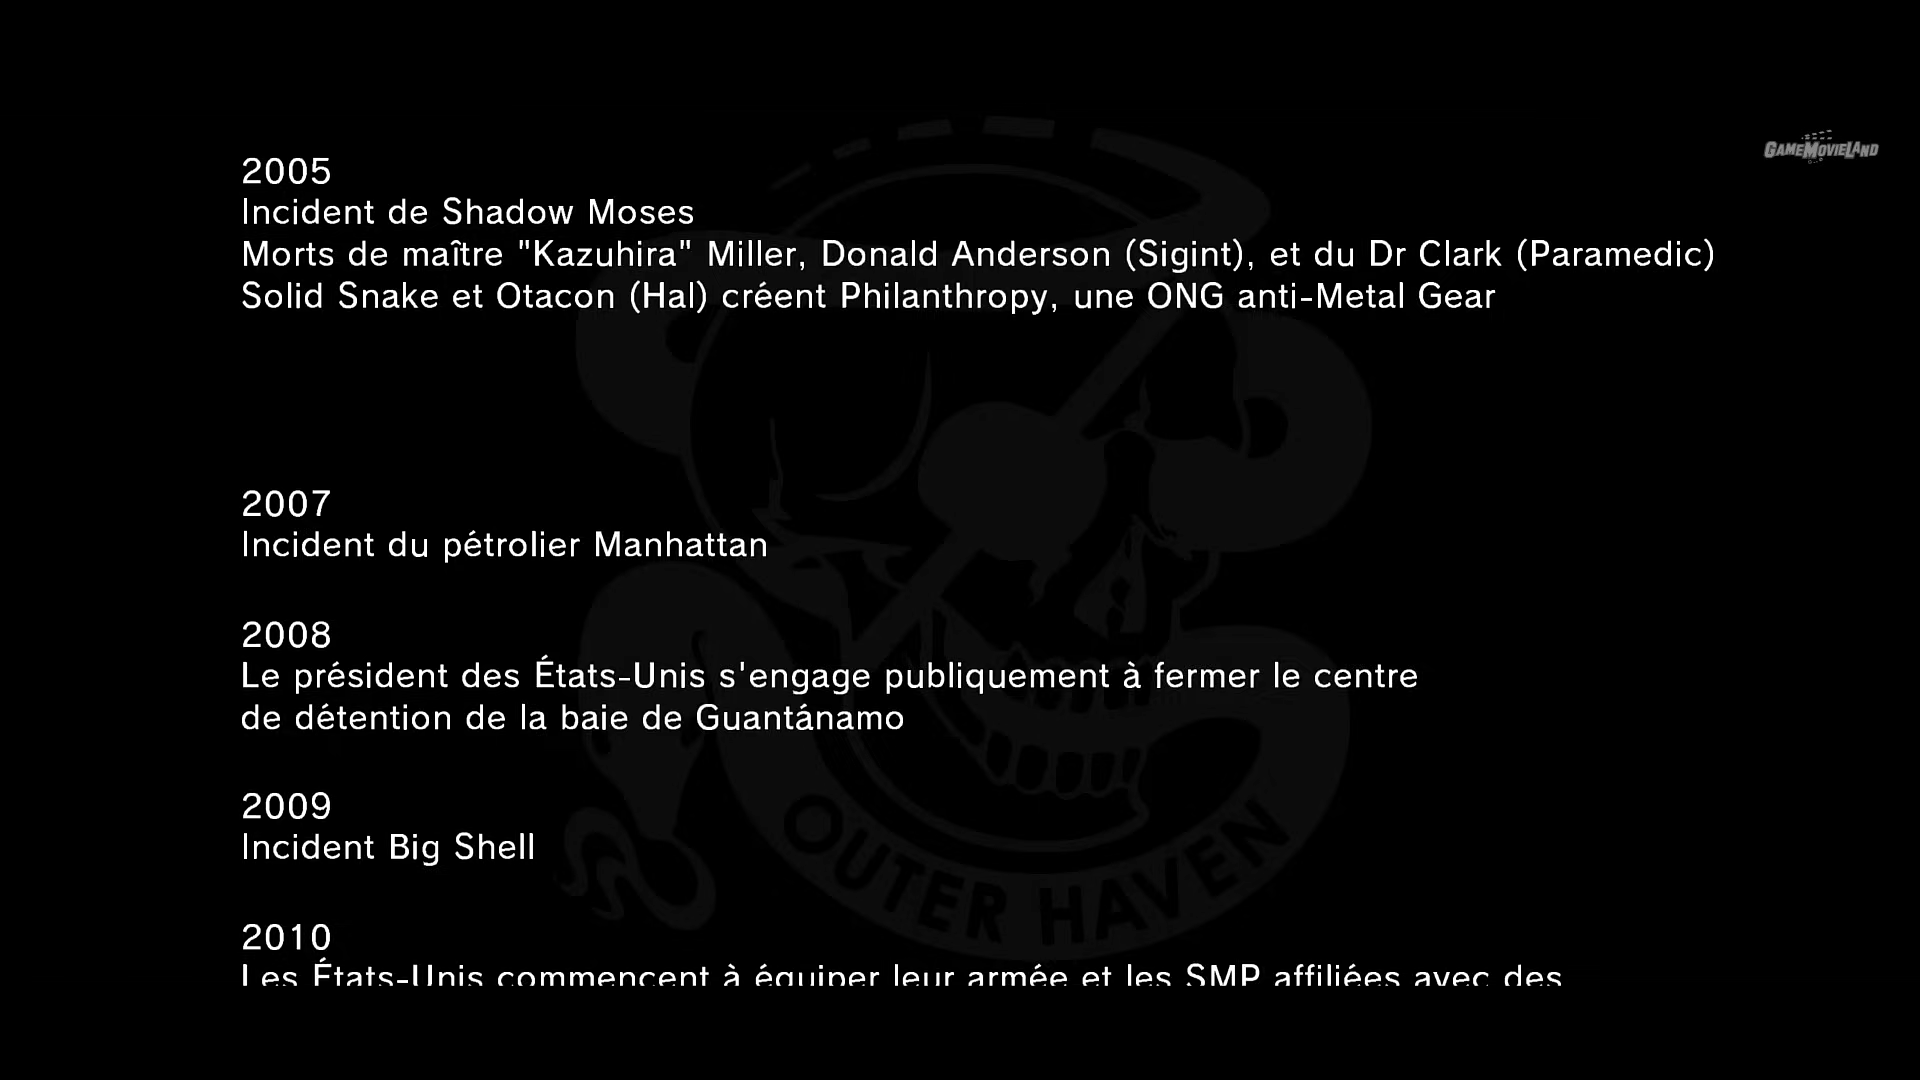 GAMEMOVIELAND
2005
Incident de Shadow Moses
Morts de maître "Kazuhira" Miller, Donald Anderson (Sigint), et du Dr Clark (Paramedic)
Solid Snake et Otacon (Hal) créent Philanthropy, une ONG anti-Metal Gear
2007
Incident du pétrolier Manhattan
2008
Le président des États-Unis s'engage publiquement à fermer le centre
de détention de la baie de Guantánamo
2009
Incident Big Shell
2010
Les États-Unis commencent à équiper leur armée et les SMP affiliées avec des
OUTER HAVEN